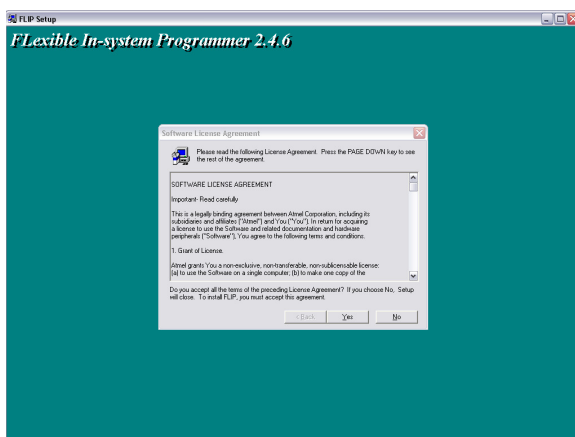 FLIP Setup
FLexible In-system Programmer 2.4.6
Software License Agreement
Please read the following License Agreement. Press the PAGE DOWN key to see
the rest of the agreement.
SOFTWARE LICENSE AGREEMENT
Important- Read carefully
This is a legally binding agreement between Atmel Corporation, including its
subsidiaries and affiliates ("Atmel") and You ("You"). In return for acquiring
a license to use the Software and related documentation and hardware
peripherals ("Software"), You agree to the following terms and conditions.
1. Grant of License.
Atmel grants You a non-exclusive, non-transferable, non-sublicensable license:
(a) to use the Software on a single computer; (b) to make one copy of the
Do you accept all the terms of the preceding License Agreement? If you choose No, Setup
will close. To install FLIP, you must accept this agreement.
< Back
Yes
No